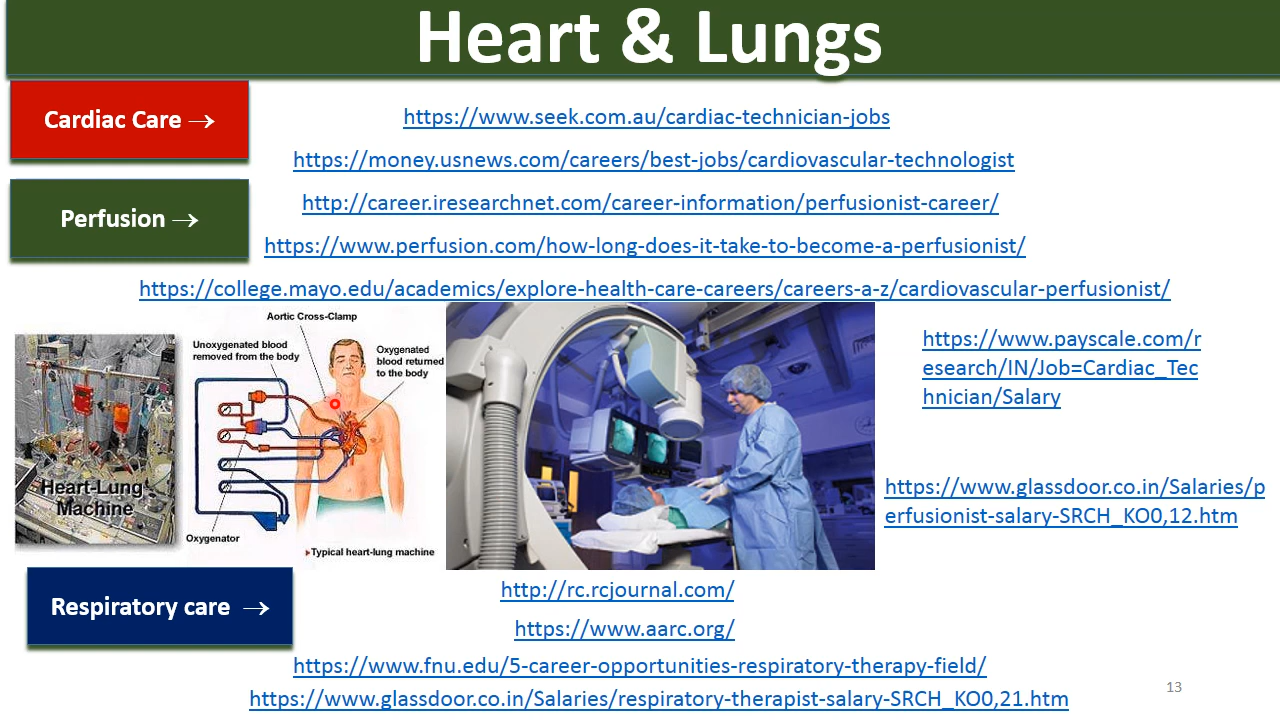 Heart & Lungs
Cardiac Care →
https://www.seek.com.au/cardiac-technician-jobs
https://money.usnews.com/careers/best-jobs/cardiovascular-technologist
Perfusion →
http://career.iresearchnet.com/career-information/perfusionist-career/
https://www.perfusion.com/how-long-does-it-take-to-become-a-perfusionist/
https://college.mayo.edu/academics/explore-health-care-careers/careers-a-z/cardiovascular-perfusionist/
Heart-Lung
Machine
Aortic Cross-Clamp
Unoxygenated blood
removed from the body
Oxygenated
blood returned
to the body
Oxygenator
▸Typical heart-lung machine
https://www.payscale.com/r
esearch/IN/Job=Cardiac_Tec
hnician/Salary
https://www.glassdoor.co.in/Salaries/p
erfusionist-salary-SRCH_KO0,12.htm
Respiratory care →
http://rc.rcjournal.com/
https://www.aarc.org/
https://www.fnu.edu/5-career-opportunities-respiratory-therapy-field/
https://www.glassdoor.co.in/Salaries/respiratory-therapist-salary-SRCH_KO0,21.htm
13